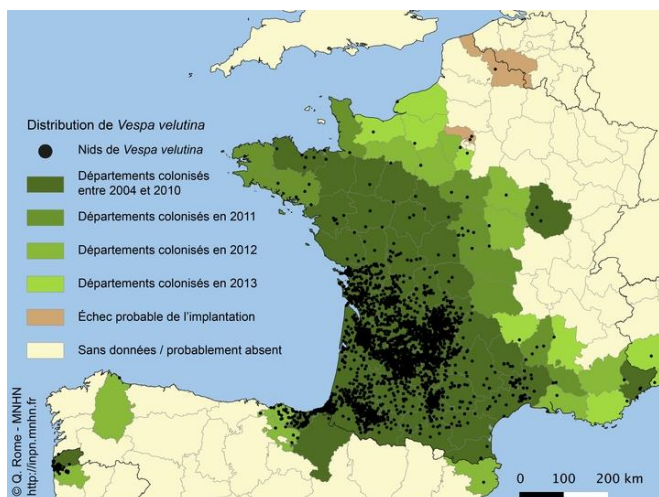 Distribution de Vespa velutina
Nids de Vespa velutina
Départements colonisés
entre 2004 et 2010
Départements colonisés en 2011
Départements colonisés en 2012
Départements colonisés en 2013
Échec probable de l'implantation
Sans données / probablement absent
© Q. Rome - MNHN
http://inpn.mnhn.fr
0 100 200 km